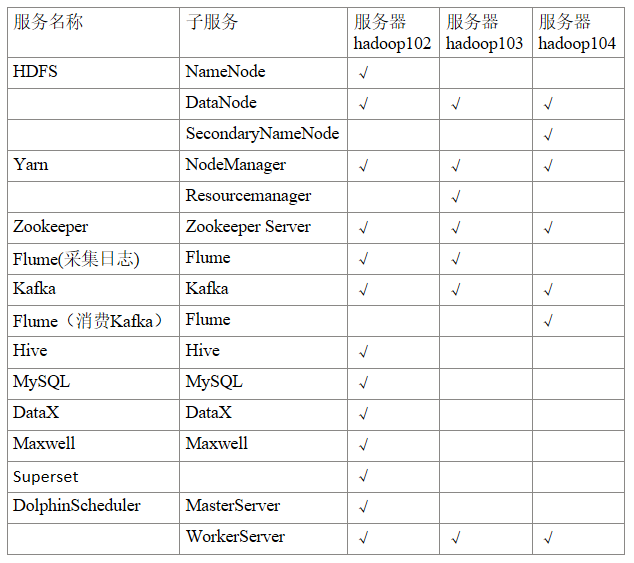 服务名称 子服务 服务器 服务器 服务器
hadoop102 hadoop103 hadoop104
HDFS NameNode √
DataNode √ √ √
SecondaryNameNode √
Yarn NodeManager √ √ √
Resourcemanager √
Zookeeper Zookeeper Server √ √ √
Flume(采集日志) Flume √ √
Kafka Kafka √ √ √
Flume（消费Kafka） Flume √
Hive Hive √
MySQL MySQL √
DataX DataX √
Maxwell Maxwell √
Superset √
DolphinScheduler MasterServer √
WorkerServer √ √ √